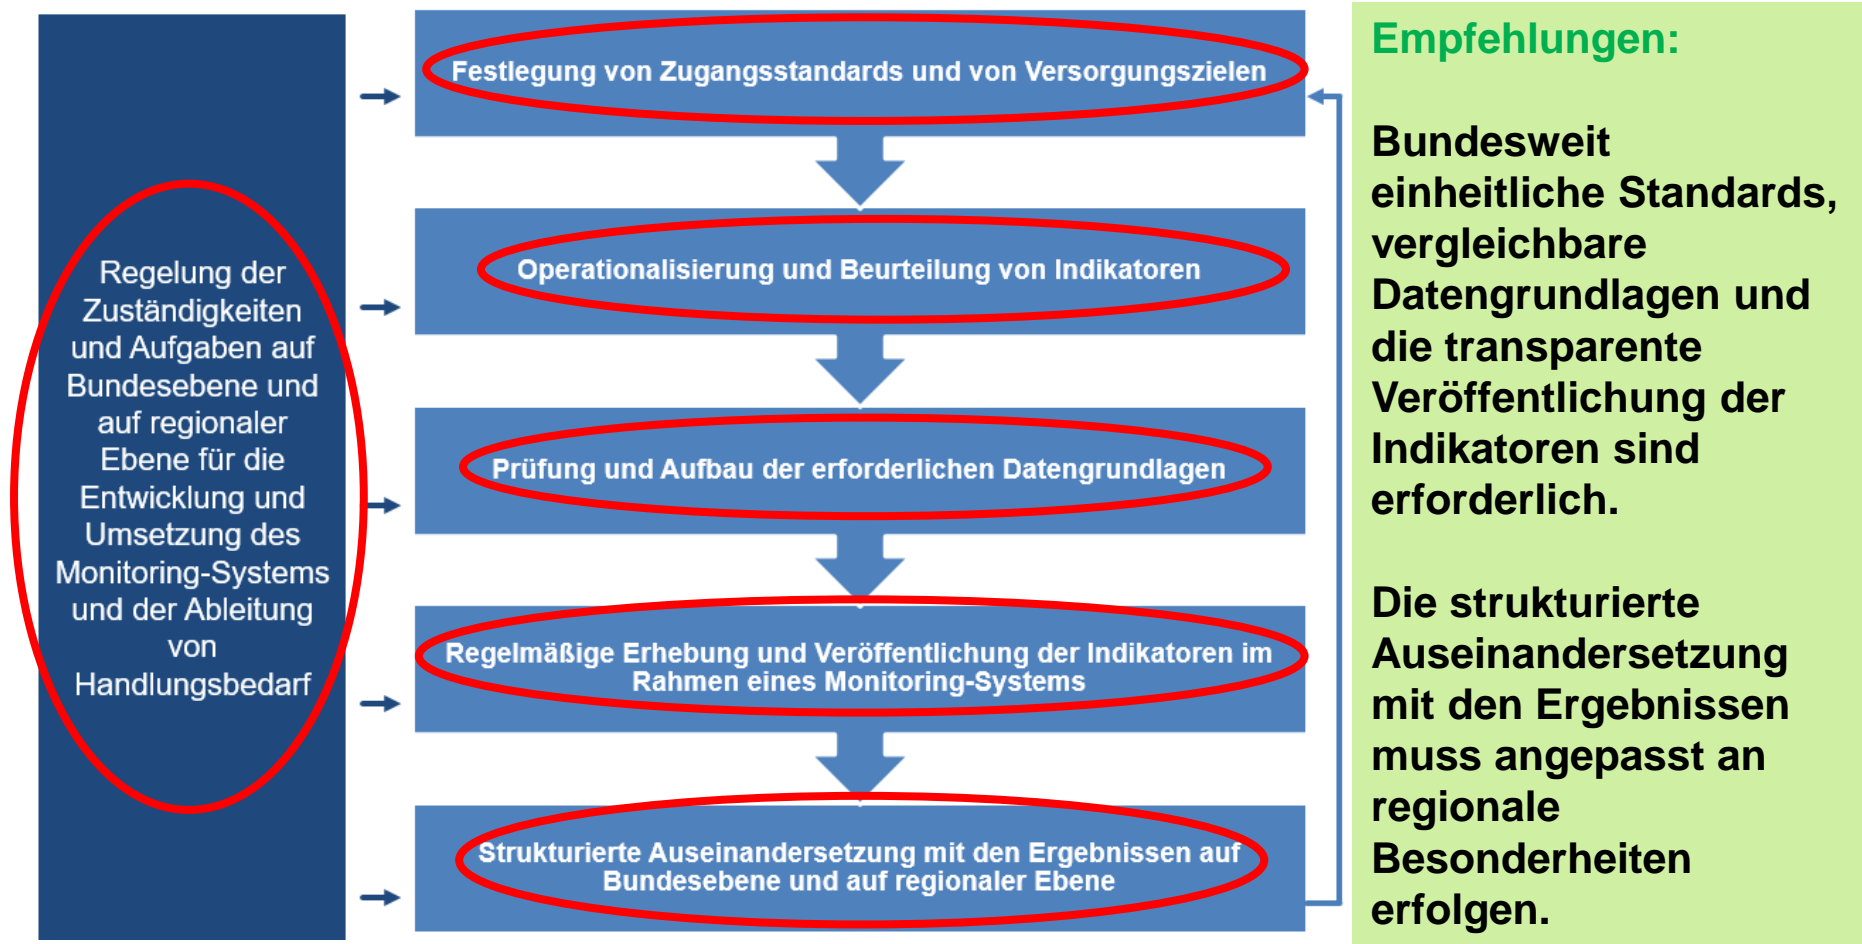 Regelung der
Zuständigkeiten
und Aufgaben auf
Bundesebene und
auf regionaler
Ebene für die
Entwicklung und
Umsetzung des
Monitoring-Systems
und der Ableitung
von
Handlungsbedarf
Festlegung von Zugangsstandards und von Versorgungszielen
Operationalisierung und Beurteilung von Indikatoren
Prüfung und Aufbau der erforderlichen Datengrundlagen
Regelmäßige Erhebung und Veröffentlichung der Indikatoren im
Rahmen eines Monitoring-Systems
Strukturierte Auseinandersetzung mit den Ergebnissen auf
Bundesebene und auf regionaler Ebene
Empfehlungen:
Bundesweit
einheitliche Standards,
vergleichbare
Datengrundlagen und
die transparente
Veröffentlichung der
Indikatoren sind
erforderlich.
Die strukturierte
Auseinandersetzung
mit den Ergebnissen
muss angepasst an
regionale
Besonderheiten
erfolgen.